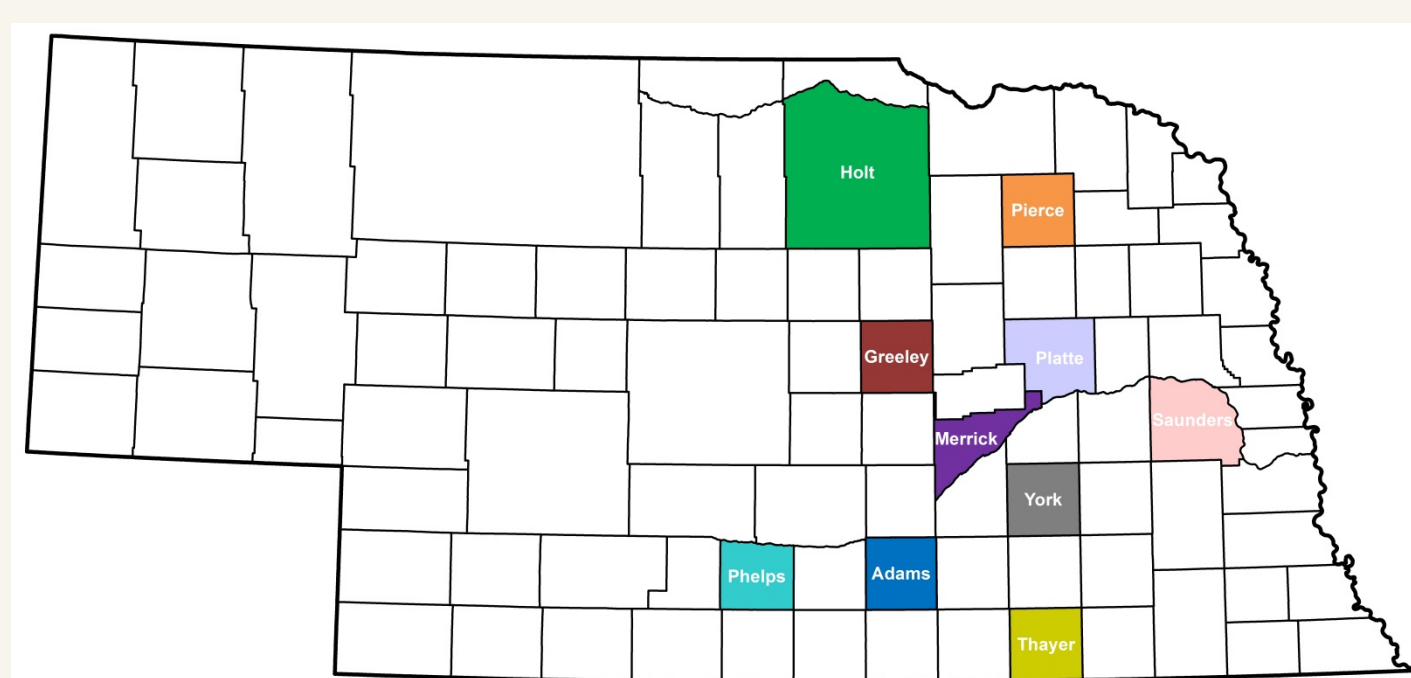 Holt
Pierce
Greeley
Platte
Saunders
Merrick
York
Phelps
Adams
Thayer